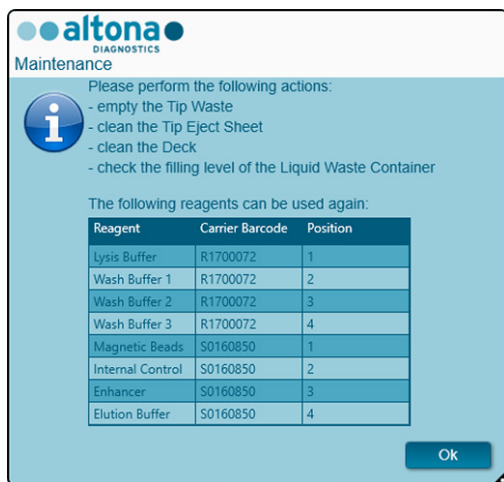 altona
DIAGNOSTICS
Maintenance
Please perform the following actions:
- empty the Tip Waste
- clean the Tip Eject Sheet
- clean the Deck
- check the filling level of the Liquid Waste Container
The following reagents can be used again:
Reagent Carrier Barcode Position
Lysis Buffer R1700072 1
Wash Buffer 1 R1700072 2
Wash Buffer 2 R1700072 3
Wash Buffer 3 R1700072 4
Magnetic Beads S0160850 1
Internal Control S0160850 2
Enhancer S0160850 3
Elution Buffer S0160850 4
Ok